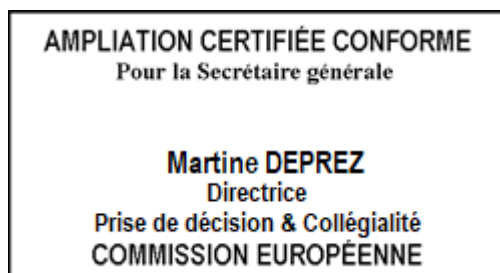 AMPLIATION CERTIFIÉE CONFORME
Pour la Secrétaire générale
Martine DEPREZ
Directrice
Prise de décision & Collégialité
COMMISSION EUROPÉENNE